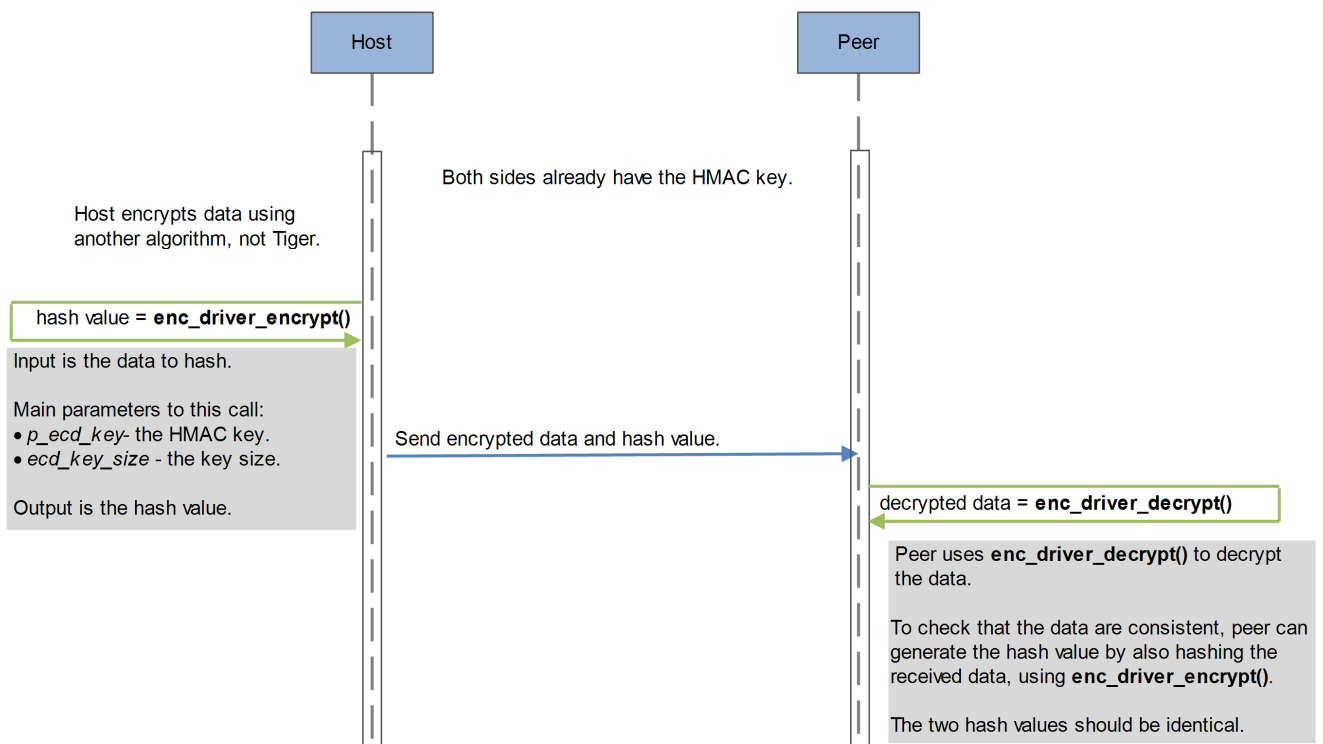 Host
Peer
Both sides already have the HMAC key.
Host encrypts data using
another algorithm, not Tiger.
hash value = enc_driver_encrypt()
Input is the data to hash.
Main parameters to this call:
• p_ecd_key- the HMAC key.
• ecd_key_size - the key size.
Output is the hash value.
Send encrypted data and hash value.
decrypted data = enc_driver_decrypt()
Peer uses enc_driver_decrypt() to decrypt
the data.
To check that the data are consistent, peer can
generate the hash value by also hashing the
received data, using enc_driver_encrypt().
The two hash values should be identical.